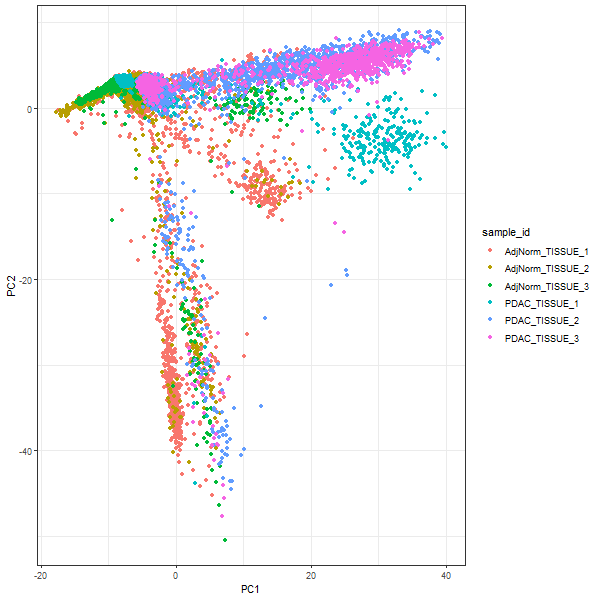 0
-20
-40
-20
0
20
40
PC1
PC2
sample_id
AdjNorm_TISSUE_1
AdjNorm_TISSUE_2
AdjNorm_TISSUE_3
PDAC_TISSUE_1
PDAC_TISSUE_2
PDAC_TISSUE_3